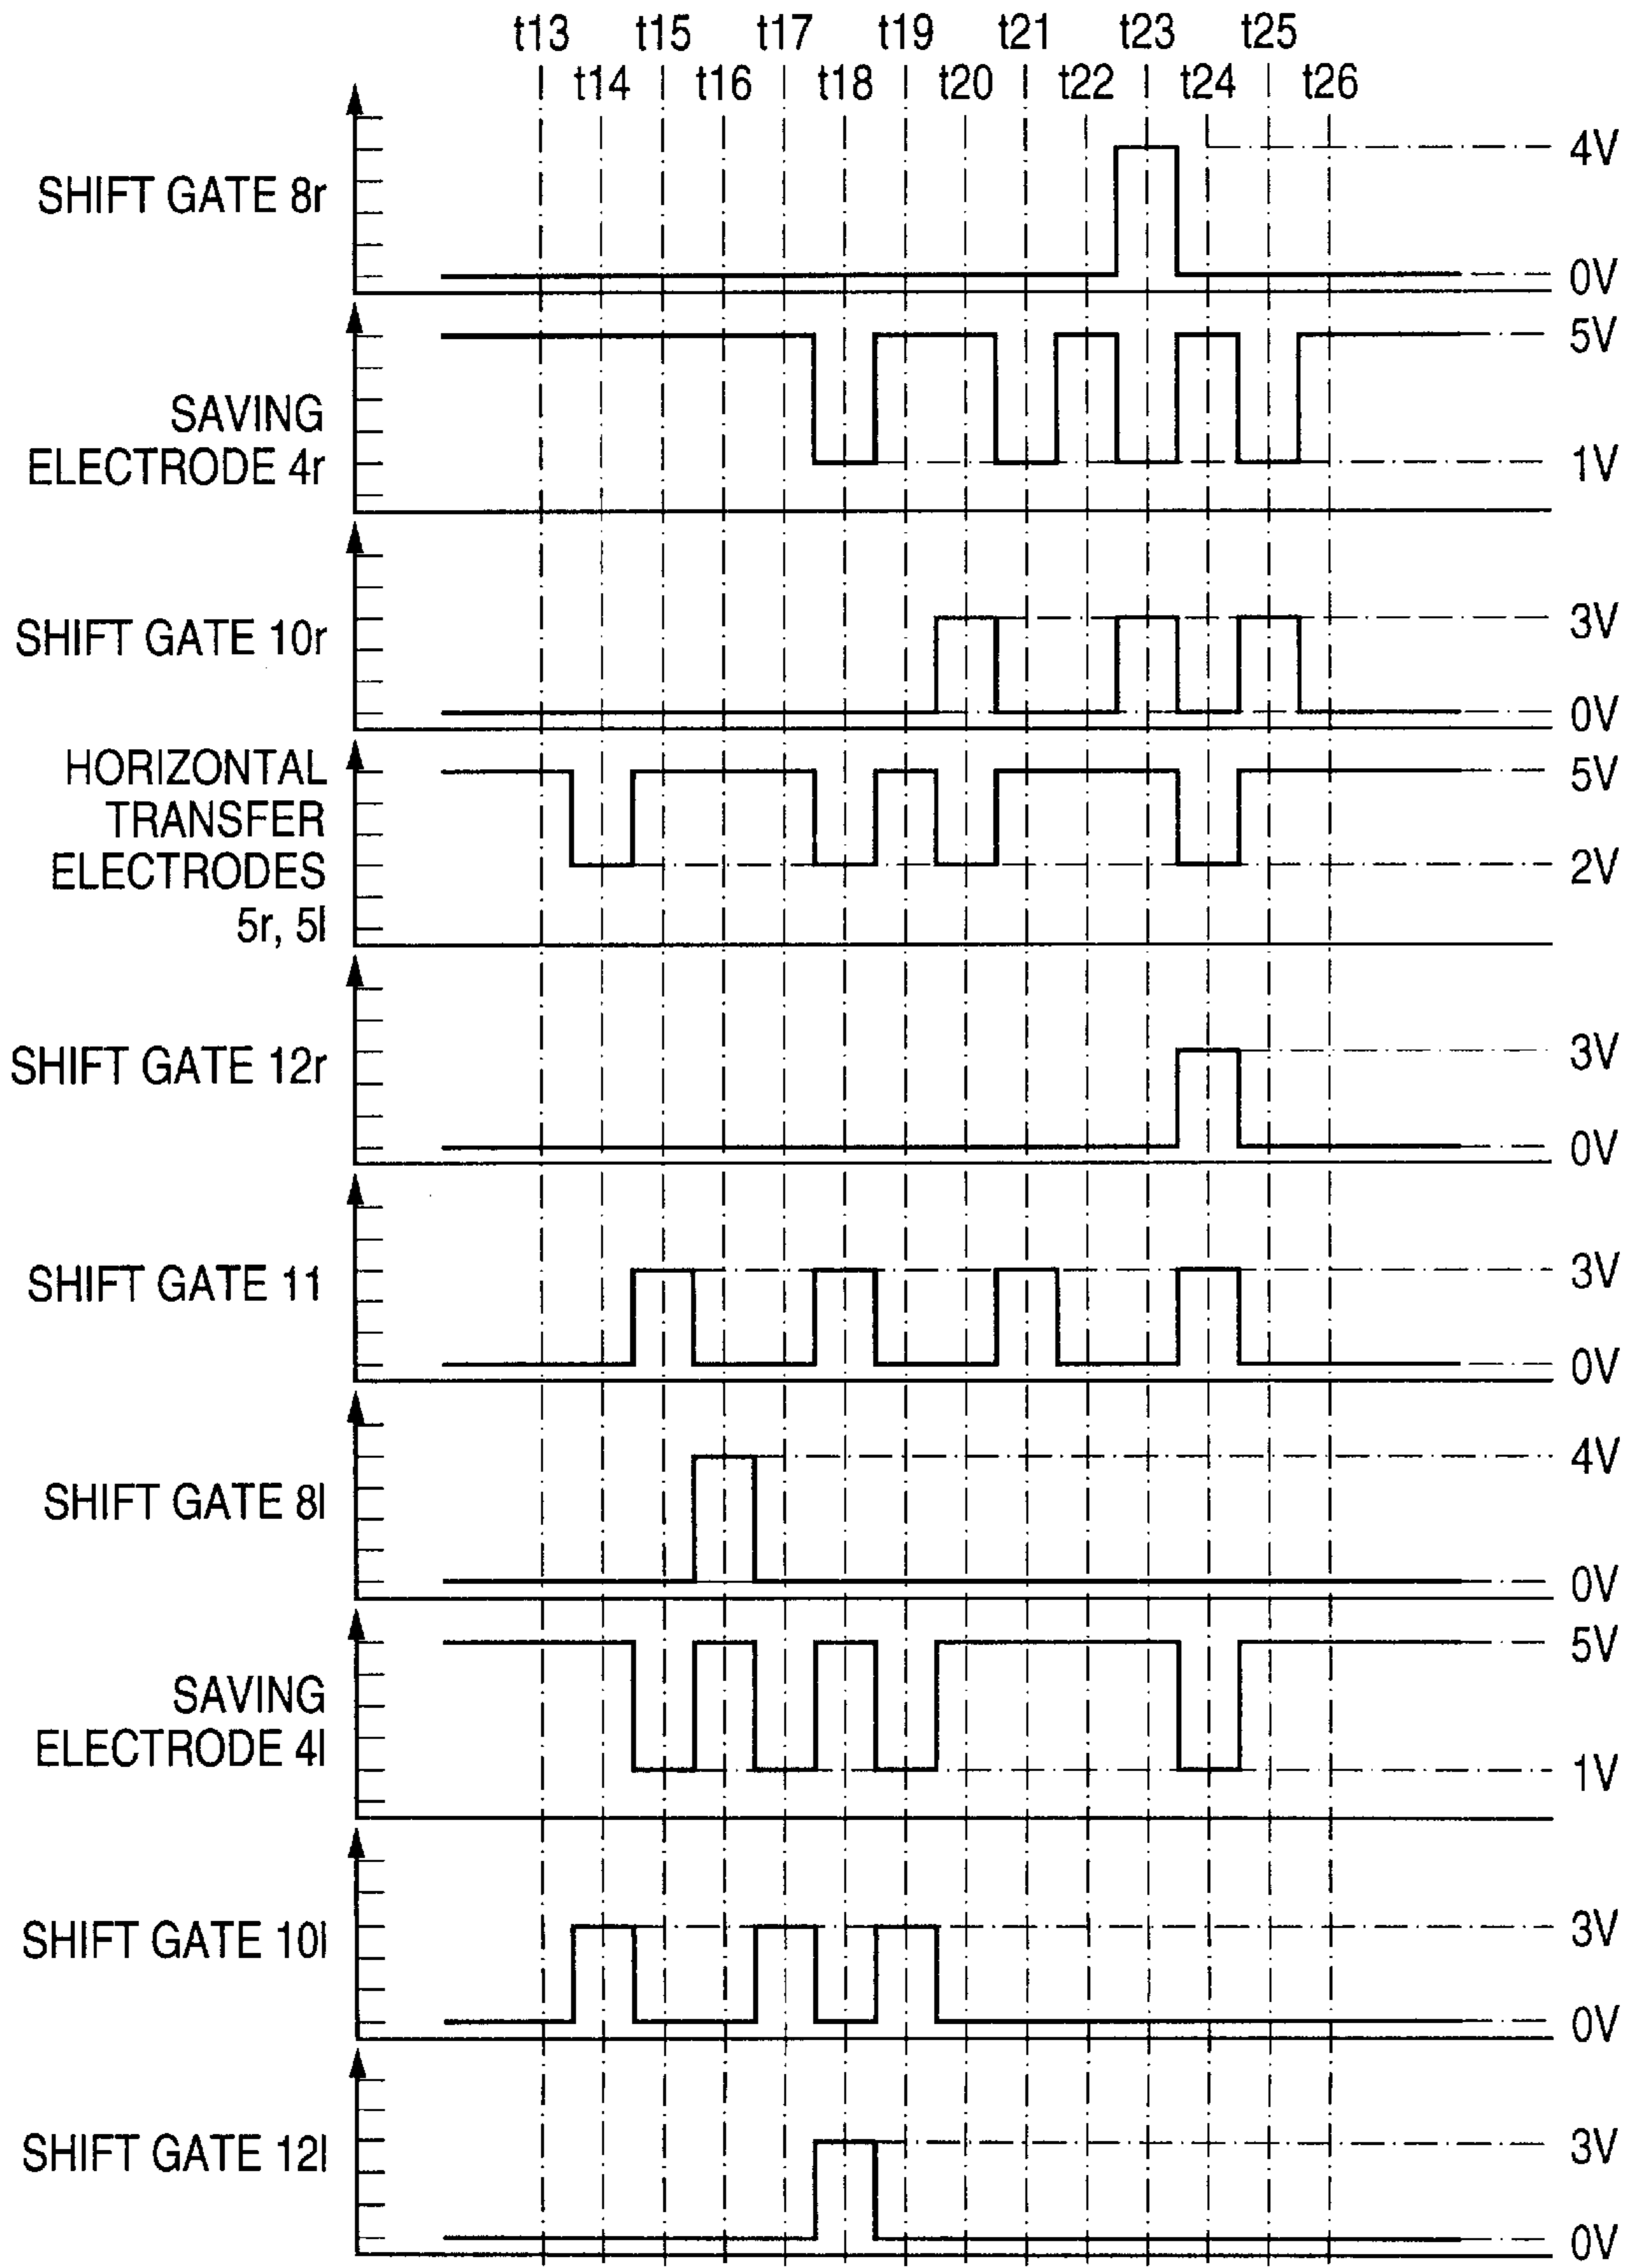 t13 t15 t17 t19 t21 t23 t25
t14 t16 t18 t20 t22 t24 t26
SHIFT GATE 8r
4V
0V
SAVING
ELECTRODE 4r
5V
1V
SHIFT GATE 10r
3V
0V
HORIZONTAL
TRANSFER
ELECTRODES
5r, 5l
5V
2V
SHIFT GATE 12r
3V
0V
SHIFT GATE 11
3V
0V
SHIFT GATE 8l
4V
0V
SAVING
ELECTRODE 4l
5V
1V
SHIFT GATE 10l
3V
0V
SHIFT GATE 12l
3V
0V